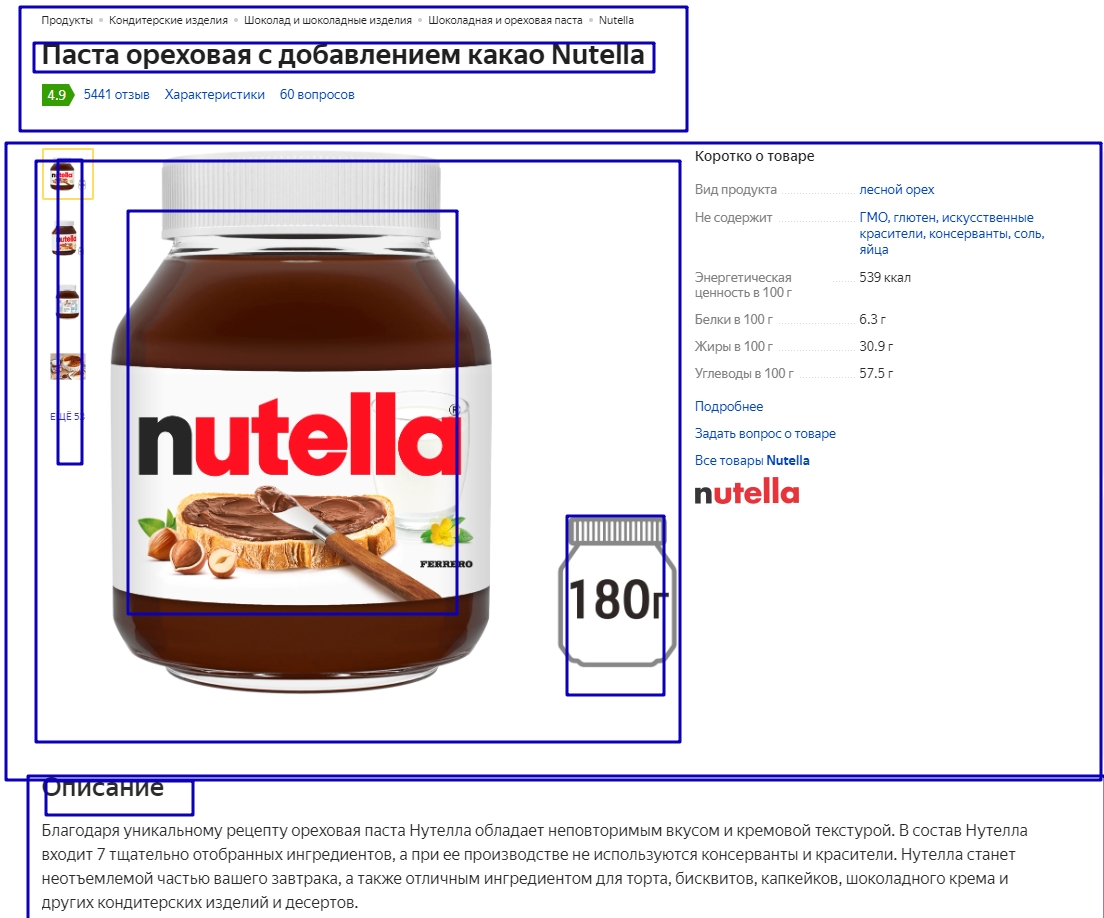 Продукты • Кондитерские изделия • Шоколад и шоколадные изделия • Шоколадная и ореховая паста • Nutella
Паста ореховая с добавлением какао Nutella
4.9 5441 отзыв Характеристики 60 вопросов
nutella
nutella
ЕЩЁ 53
nutella®
FERRERO
180г
Коротко о товаре
Вид продукта лесной орех
Не содержит ГМО, глютен, искусственные
красители, консерванты, соль,
яйца
Энергетическая 539 ккал
ценность в 100 г
Белки в 100 г 6.3 г
Жиры в 100 г 30.9 г
Углеводы в 100 г 57.5 г
Подробнее
Задать вопрос о товаре
Все товары Nutella
nutella
Описание
Благодаря уникальному рецепту ореховая паста Нутелла обладает неповторимым вкусом и кремовой текстурой. В состав Нутелла
входит 7 тщательно отобранных ингредиентов, а при ее производстве не используются консерванты и красители. Нутелла станет
неотъемлемой частью вашего завтрака, а также отличным ингредиентом для торта, бисквитов, капкейков, шоколадного крема и
других кондитерских изделий и десертов.